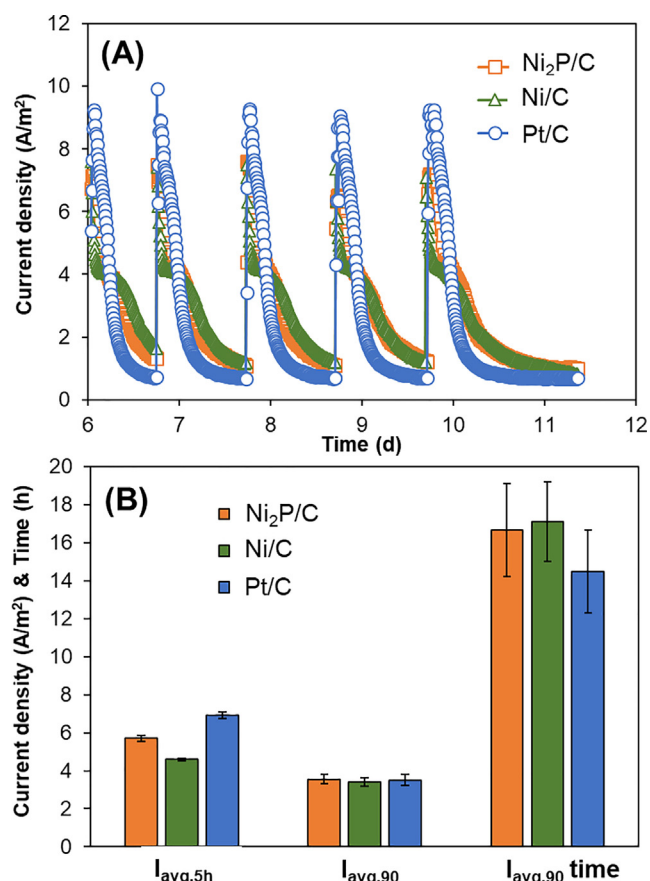 (A)
Ni₂P/C
Ni/C
Pt/C
Current density (A/m²)
12
10
8
6
4
2
0
6 7 8 9 10 11 12
Time (d)
(B)
Ni₂P/C
Ni/C
Pt/C
Current density (A/m²) & Time (h)
20
18
16
14
12
10
8
6
4
2
0
Iavg,5h Iavg,90 Iavg,90 time